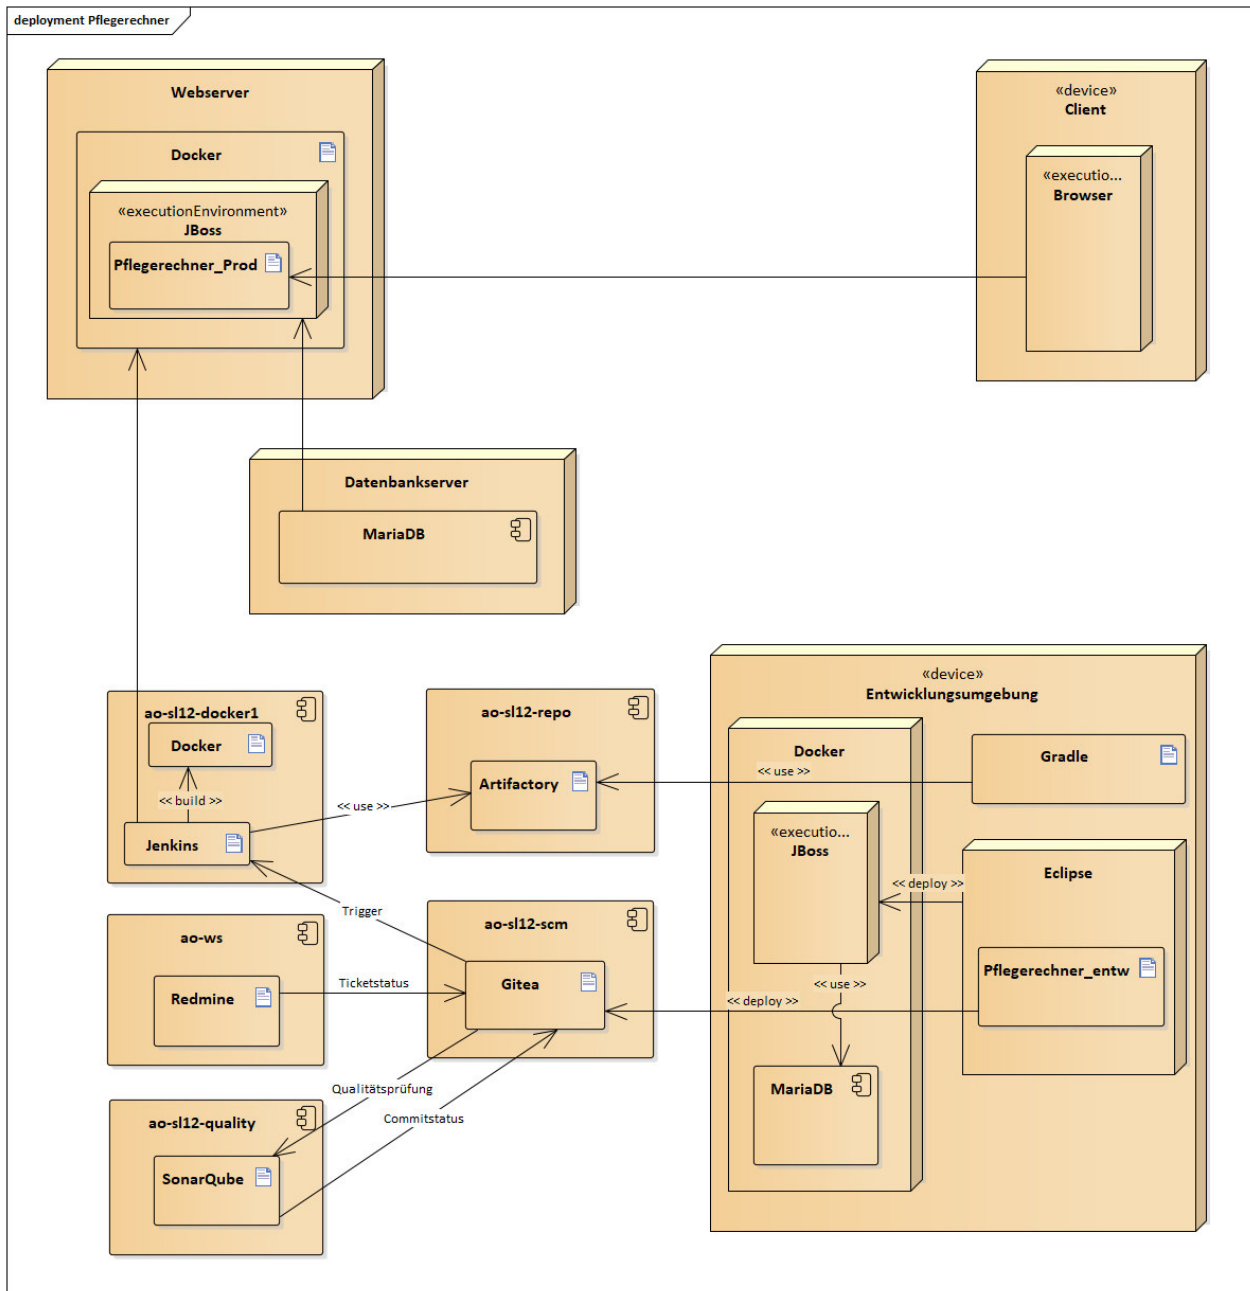 deployment Pflegerechner
Webserver
Docker
«executionEnvironment»
JBoss
Pflegerechner_Prod
«device»
Client
«executio...
Browser
Datenbankserver
MariaDB
ao-sl12-docker1
Docker
<< build >>
Jenkins
<< use >>
ao-sl12-repo
Artifactory
Trigger
ao-ws
Redmine
Ticketstatus
ao-sl12-scm
Gitea
Qualitätsprüfung
Commitstatus
ao-sl12-quality
SonarQube
«device»
Entwicklungsumgebung
Docker
<< use >>
«executio...
JBoss
<< use >>
MariaDB
Gradle
Eclipse
<< deploy >>
Pflegerechner_entw
<< deploy >>